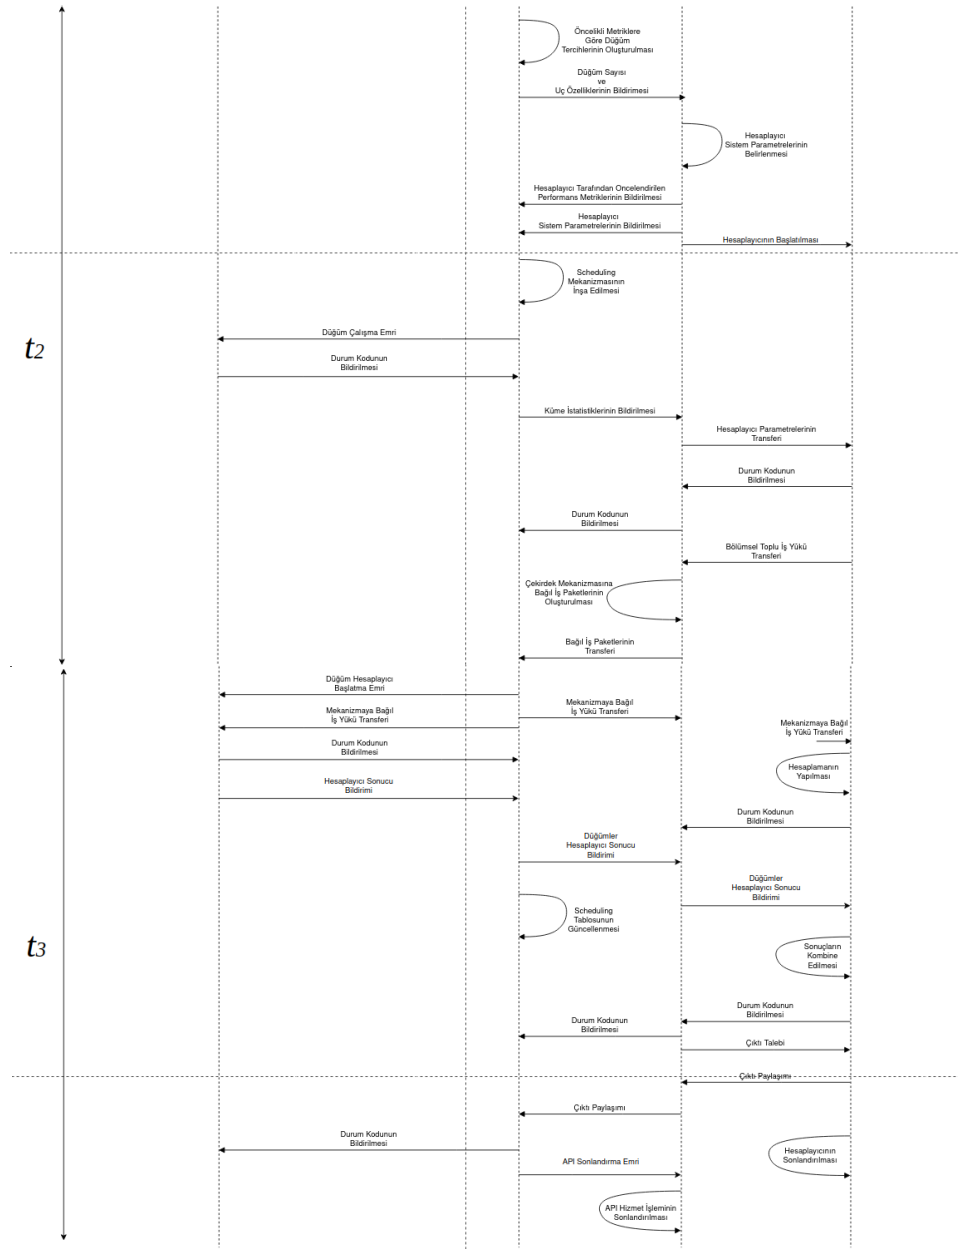 Öncelikli Metriklere
Göre Düğüm
Tercihlerinin Oluşturulması
Düğüm Sayısı
ve
Uç Özelliklerinin Bildirimesi
Hesaplayıcı
Sistem Parametrelerinin
Belirlenmesi
Hesaplayıcı Tarafından Oncelendirilen
Performans Metriklerinin Bildirilmesi
Hesaplayıcı
Sistem Parametrelerinin Bildirilmesi
Hesaplayıcının Başlatılması
Scheduling
Mekanizmasının
İnşa Edilmesi
t2
Düğüm Çalışma Emri
Durum Kodunun
Bildirilmesi
Küme İstatistiklerinin Bildirilmesi
Hesaplayıcı Parametrelerinin
Transferi
Durum Kodunun
Bildirilmesi
Durum Kodunun
Bildirilmesi
Bölümsel Toplu İş Yükü
Transferi
Çekirdek Mekanizmasına
Bağıl İş Paketlerinin
Oluşturulması
Bağıl İş Paketlerinin
Transferi
Düğüm Hesaplayıcı
Başlatma Emri
Mekanizmaya Bağıl
İş Yükü Transferi
Mekanizmaya Bağıl
İş Yükü Transferi
Mekanizmaya Bağıl
İş Yükü Transferi
Durum Kodunun
Bildirilmesi
Hesaplamanın
Yapılması
Hesaplayıcı Sonucu
Bildirimi
Durum Kodunun
Bildirilmesi
Düğümler
Hesaplayıcı Sonucu
Bildirimi
Düğümler
Hesaplayıcı Sonucu
Bildirimi
Scheduling
Tablosunun
Güncellenmesi
t3
Sonuçların
Kombine
Edilmesi
Durum Kodunun
Bildirilmesi
Durum Kodunun
Bildirilmesi
Çıktı Talebi
Çıktı Paylaşımı
Çıktı Paylaşımı
Durum Kodunun
Bildirilmesi
Hesaplayıcının
Sonlandırılması
API Sonlandırma Emri
API Hizmet İşleminin
Sonlandırılması